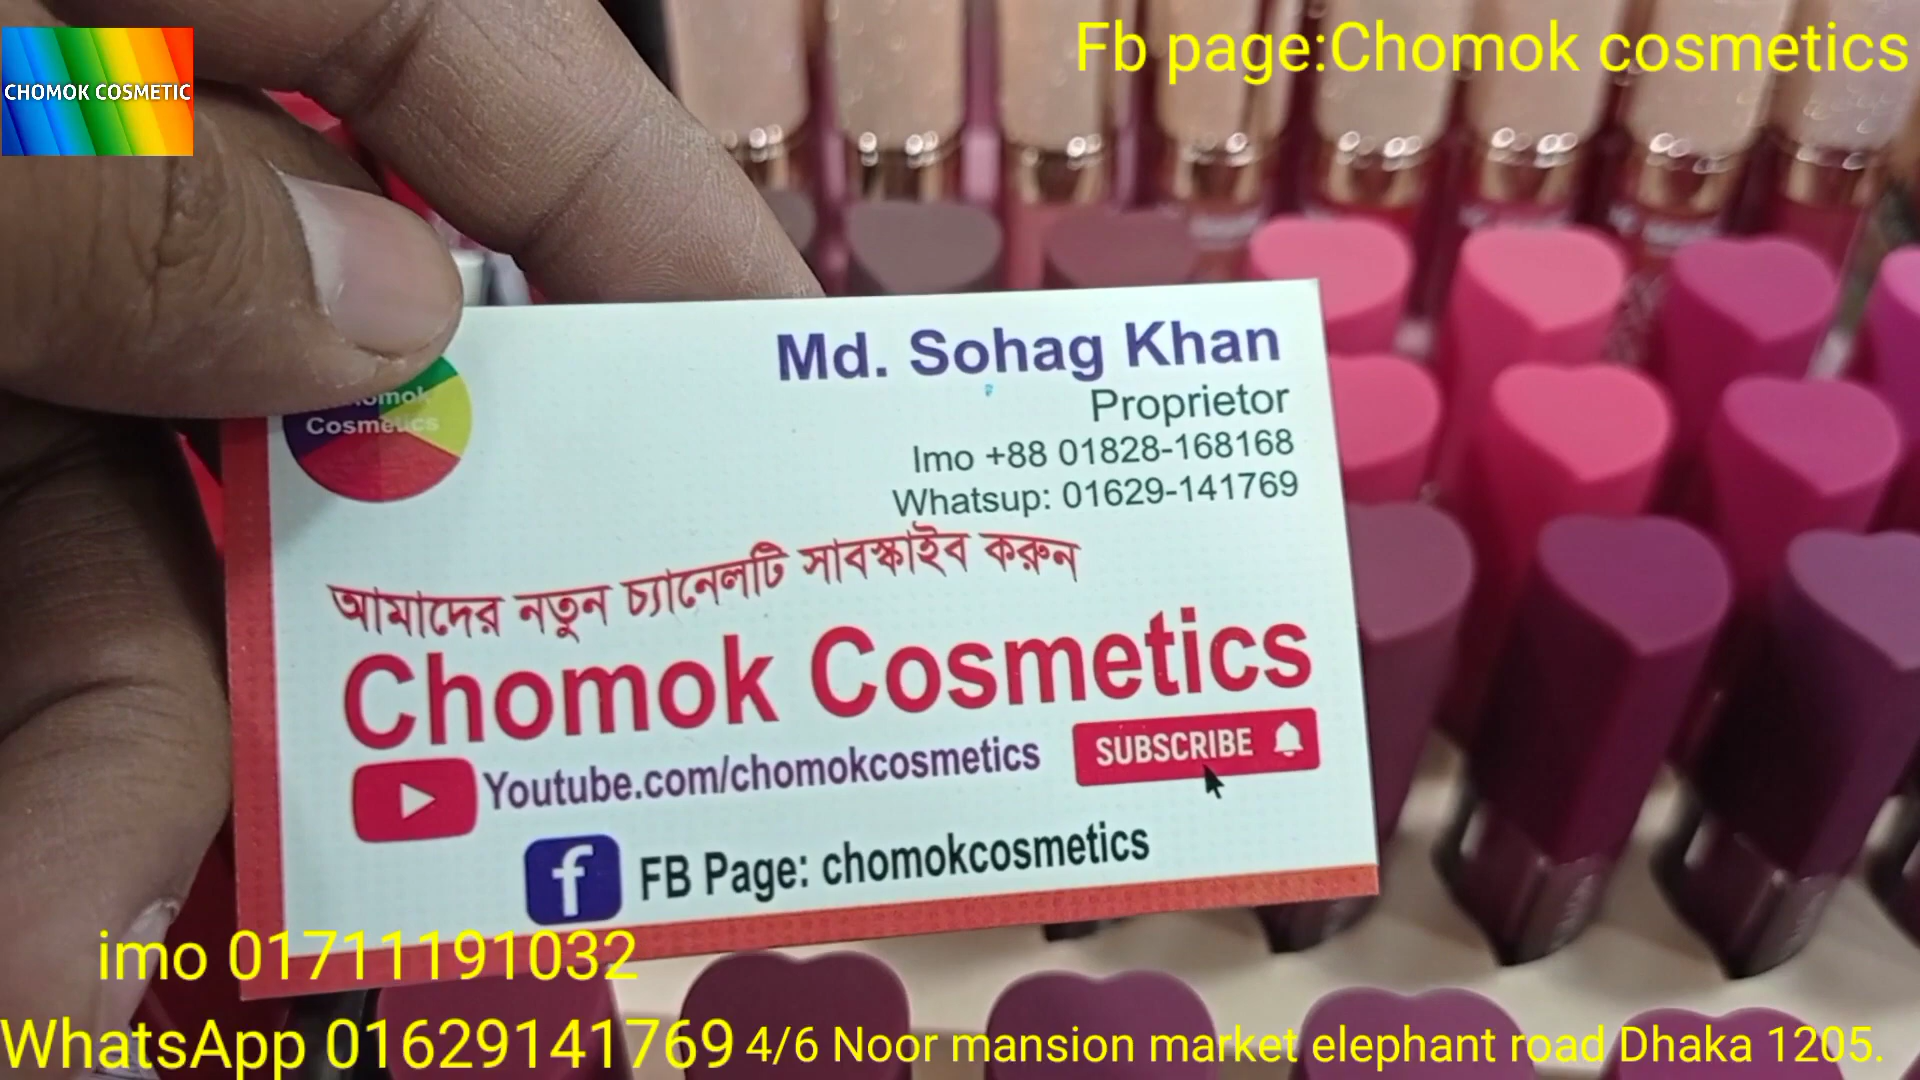 Fb page:Chomok cosmetics
CHOMOK COSMETIC
Md. Sohag Khan
Proprietor
Imo +88 01828-168168
Whatsup: 01629-141769
Cosmetics
আমাদের নতুন চ্যানেলটি সাবস্ক্রাইব করুন
Chomok Cosmetics
Youtube.com/chomokcosmetics
SUBSCRIBE
FB Page: chomokcosmetics
imo 01711191032
WhatsApp 01629141769
4/6 Noor mansion market elephant road Dhaka 1205.